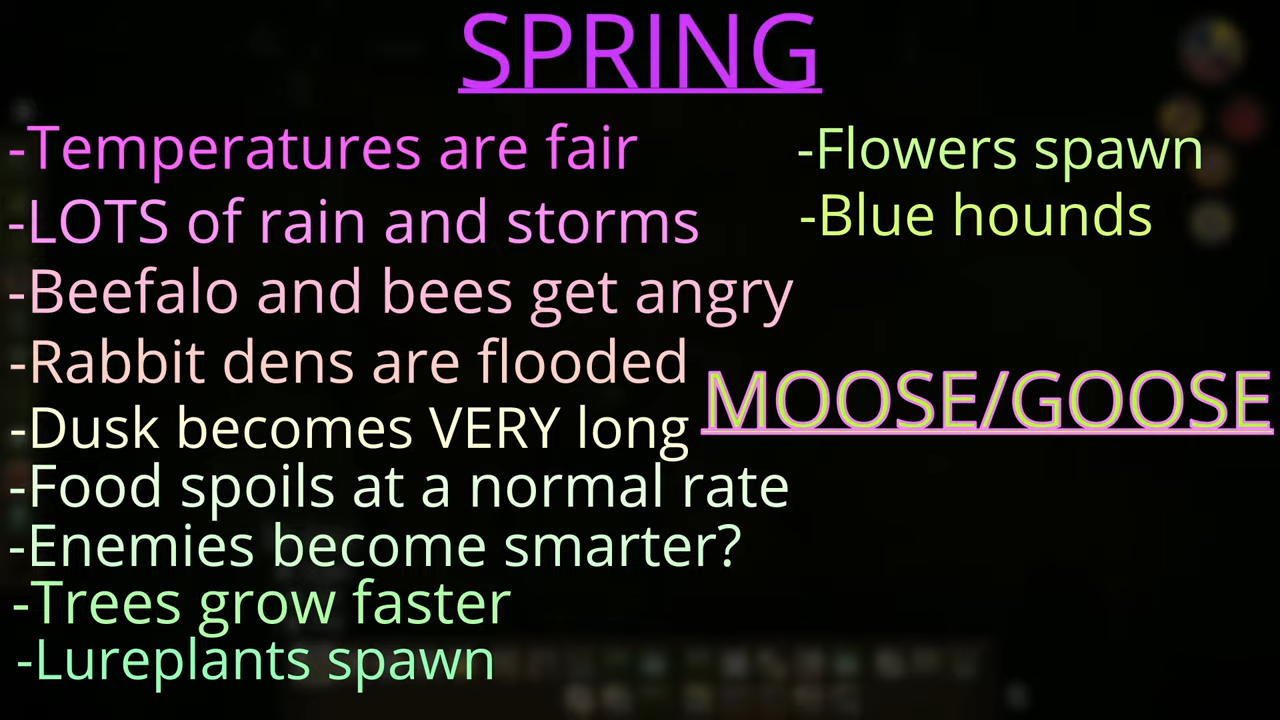 SPRING
-Temperatures are fair
-LOTS of rain and storms
-Beefalo and bees get angry
-Rabbit dens are flooded
-Dusk becomes VERY long
-Food spoils at a normal rate
-Enemies become smarter?
-Trees grow faster
-Lureplants spawn
-Flowers spawn
-Blue hounds
MOOSE/GOOSE